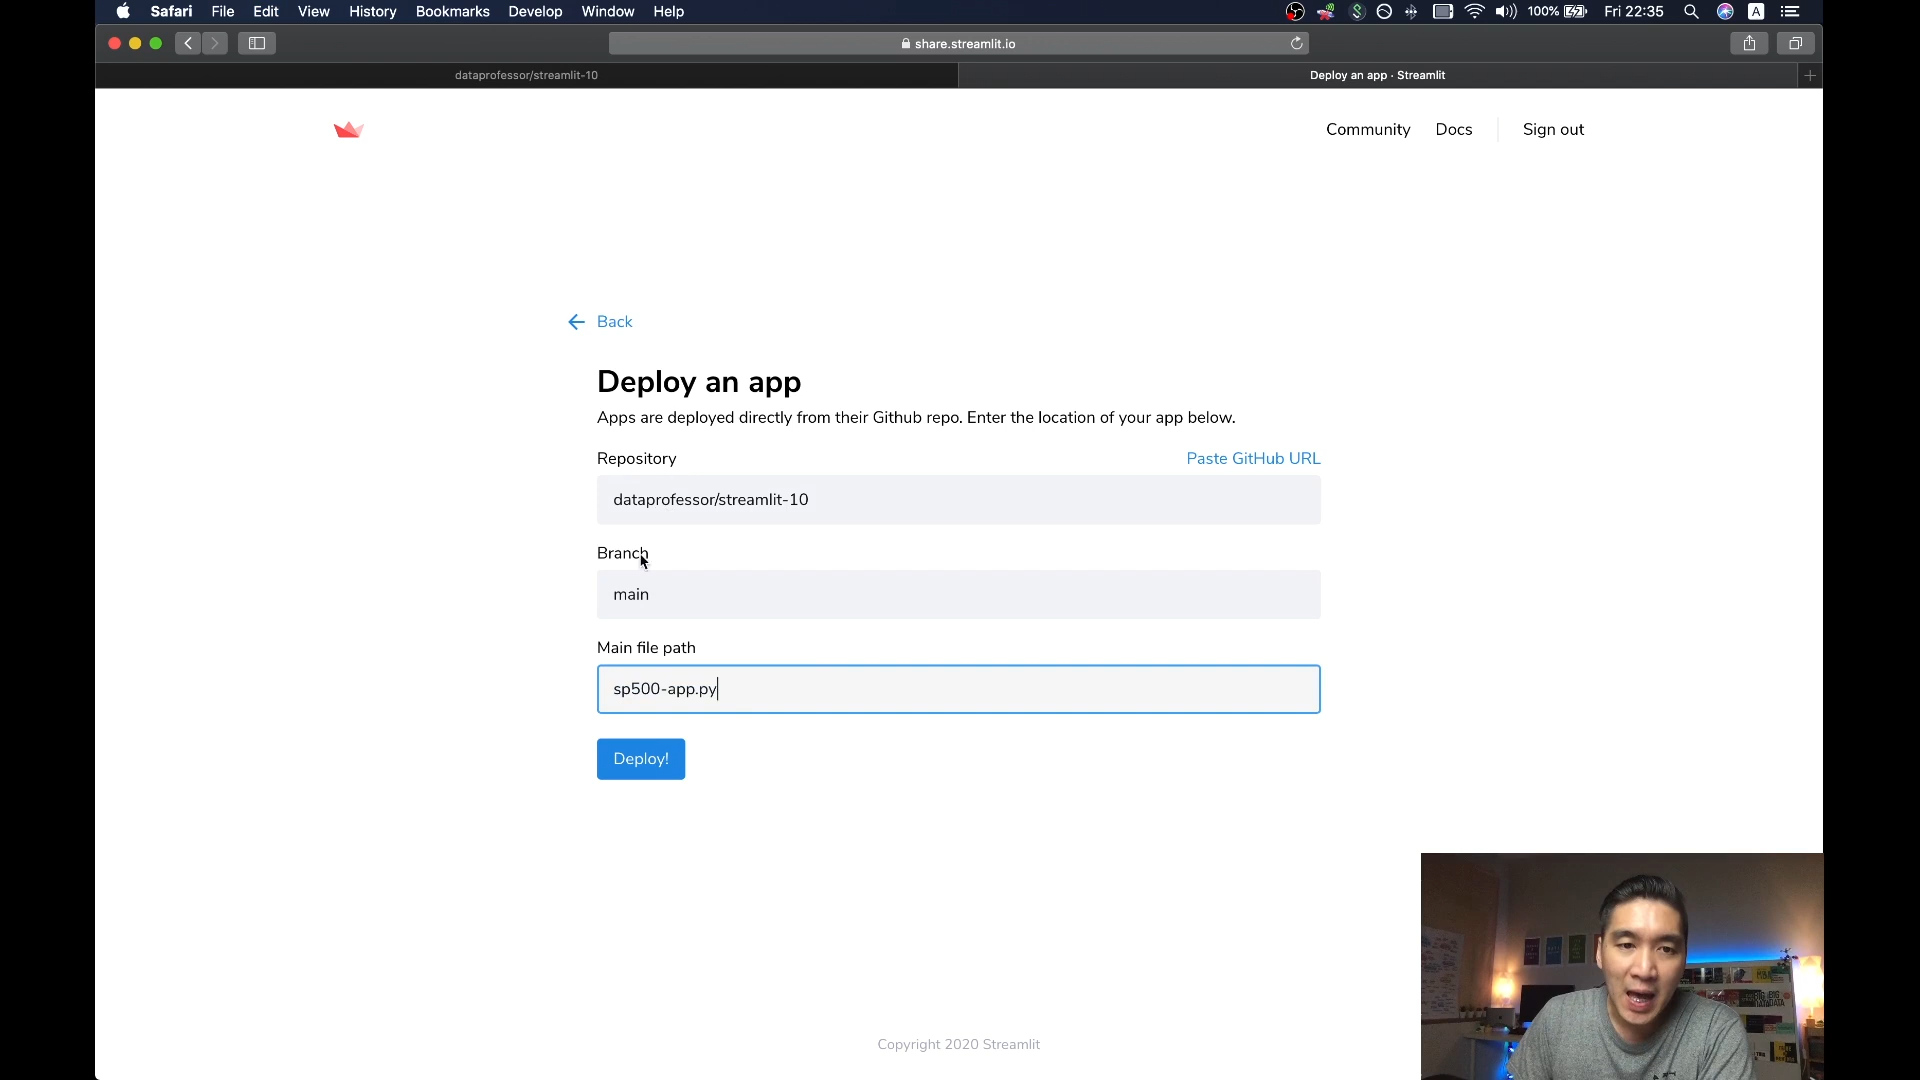 Safari File Edit View History Bookmarks Develop Window Help 100% Fri 22:35 A
share.streamlit.io
dataprofessor/streamlit-10 Deploy an app · Streamlit
Community Docs Sign out
Back
Deploy an app
Apps are deployed directly from their Github repo. Enter the location of your app below.
Repository Paste GitHub URL
dataprofessor/streamlit-10
Branch
main
Main file path
sp500-app.py
Deploy!
Copyright 2020 Streamlit